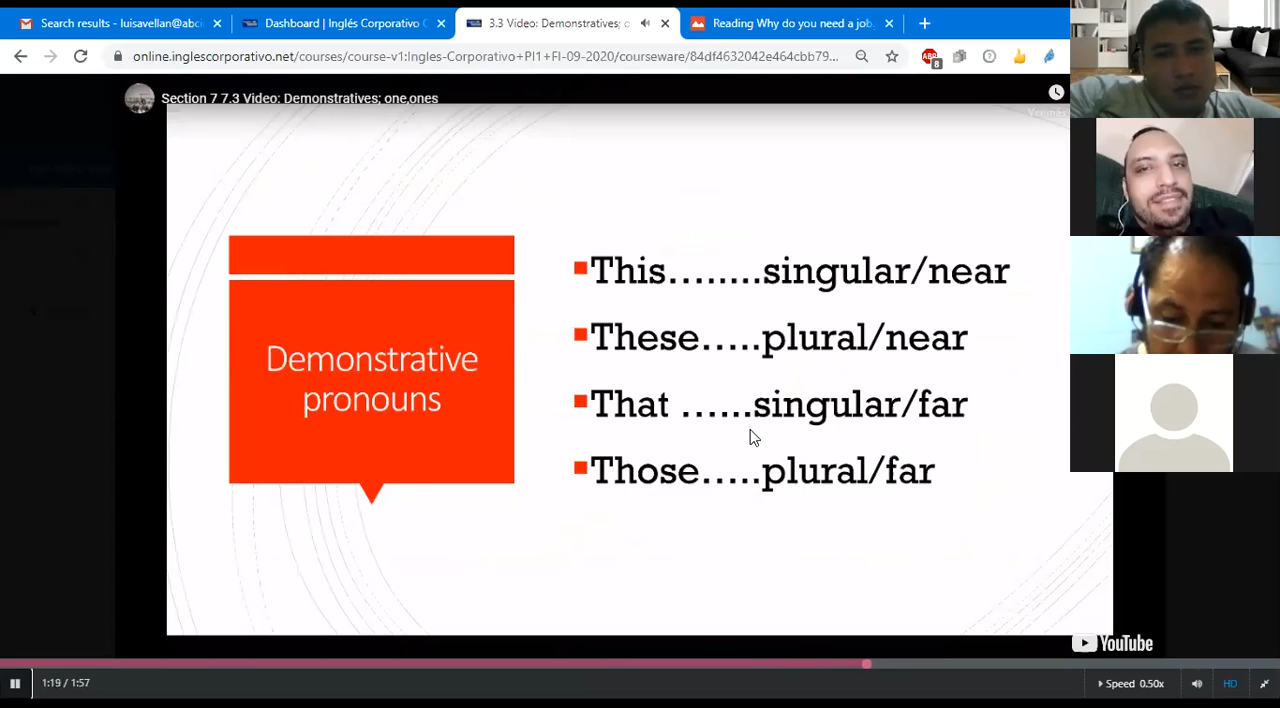 Search results - luisavellan@abci
Dashboard | Inglés Corporativo C
3.3 Video: Demonstratives; o
Reading Why do you need a job.
online.inglescorporativo.net/courses/course-v1:Ingles-Corporativo+PI1+FI-09-2020/courseware/84df4632042e464cbb79...
ABP
8
Section 7 7.3 Video: Demonstratives; one,ones
Demonstrative
pronouns
This........singular/near
These.....plural/near
That ......singular/far
Those.....plural/far
YouTube
1:19 / 1:57
Speed 0.50x
HD